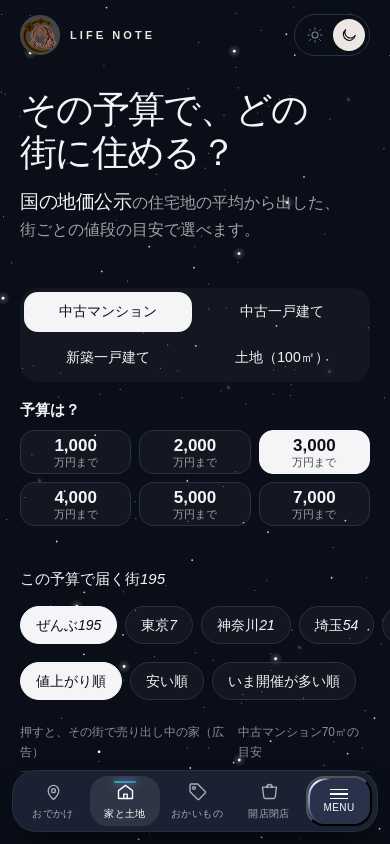 LIFE NOTE
その予算で、どの
街に住める？
国の地価公示の住宅地の平均から出した、
街ごとの値段の目安で選べます。
中古マンション
中古一戸建て
新築一戸建て
土地（100㎡）
予算は？
1,000
万円まで
2,000
万円まで
3,000
万円まで
4,000
万円まで
5,000
万円まで
7,000
万円まで
この予算で届く街195
ぜんぶ195
東京7
神奈川21
埼玉54
値上がり順
安い順
いま開催が多い順
押すと、その街で売り出し中の家（広
告）
中古マンション70㎡の
目安
おでかけ
家と土地
おかいもの
開店閉店
MENU